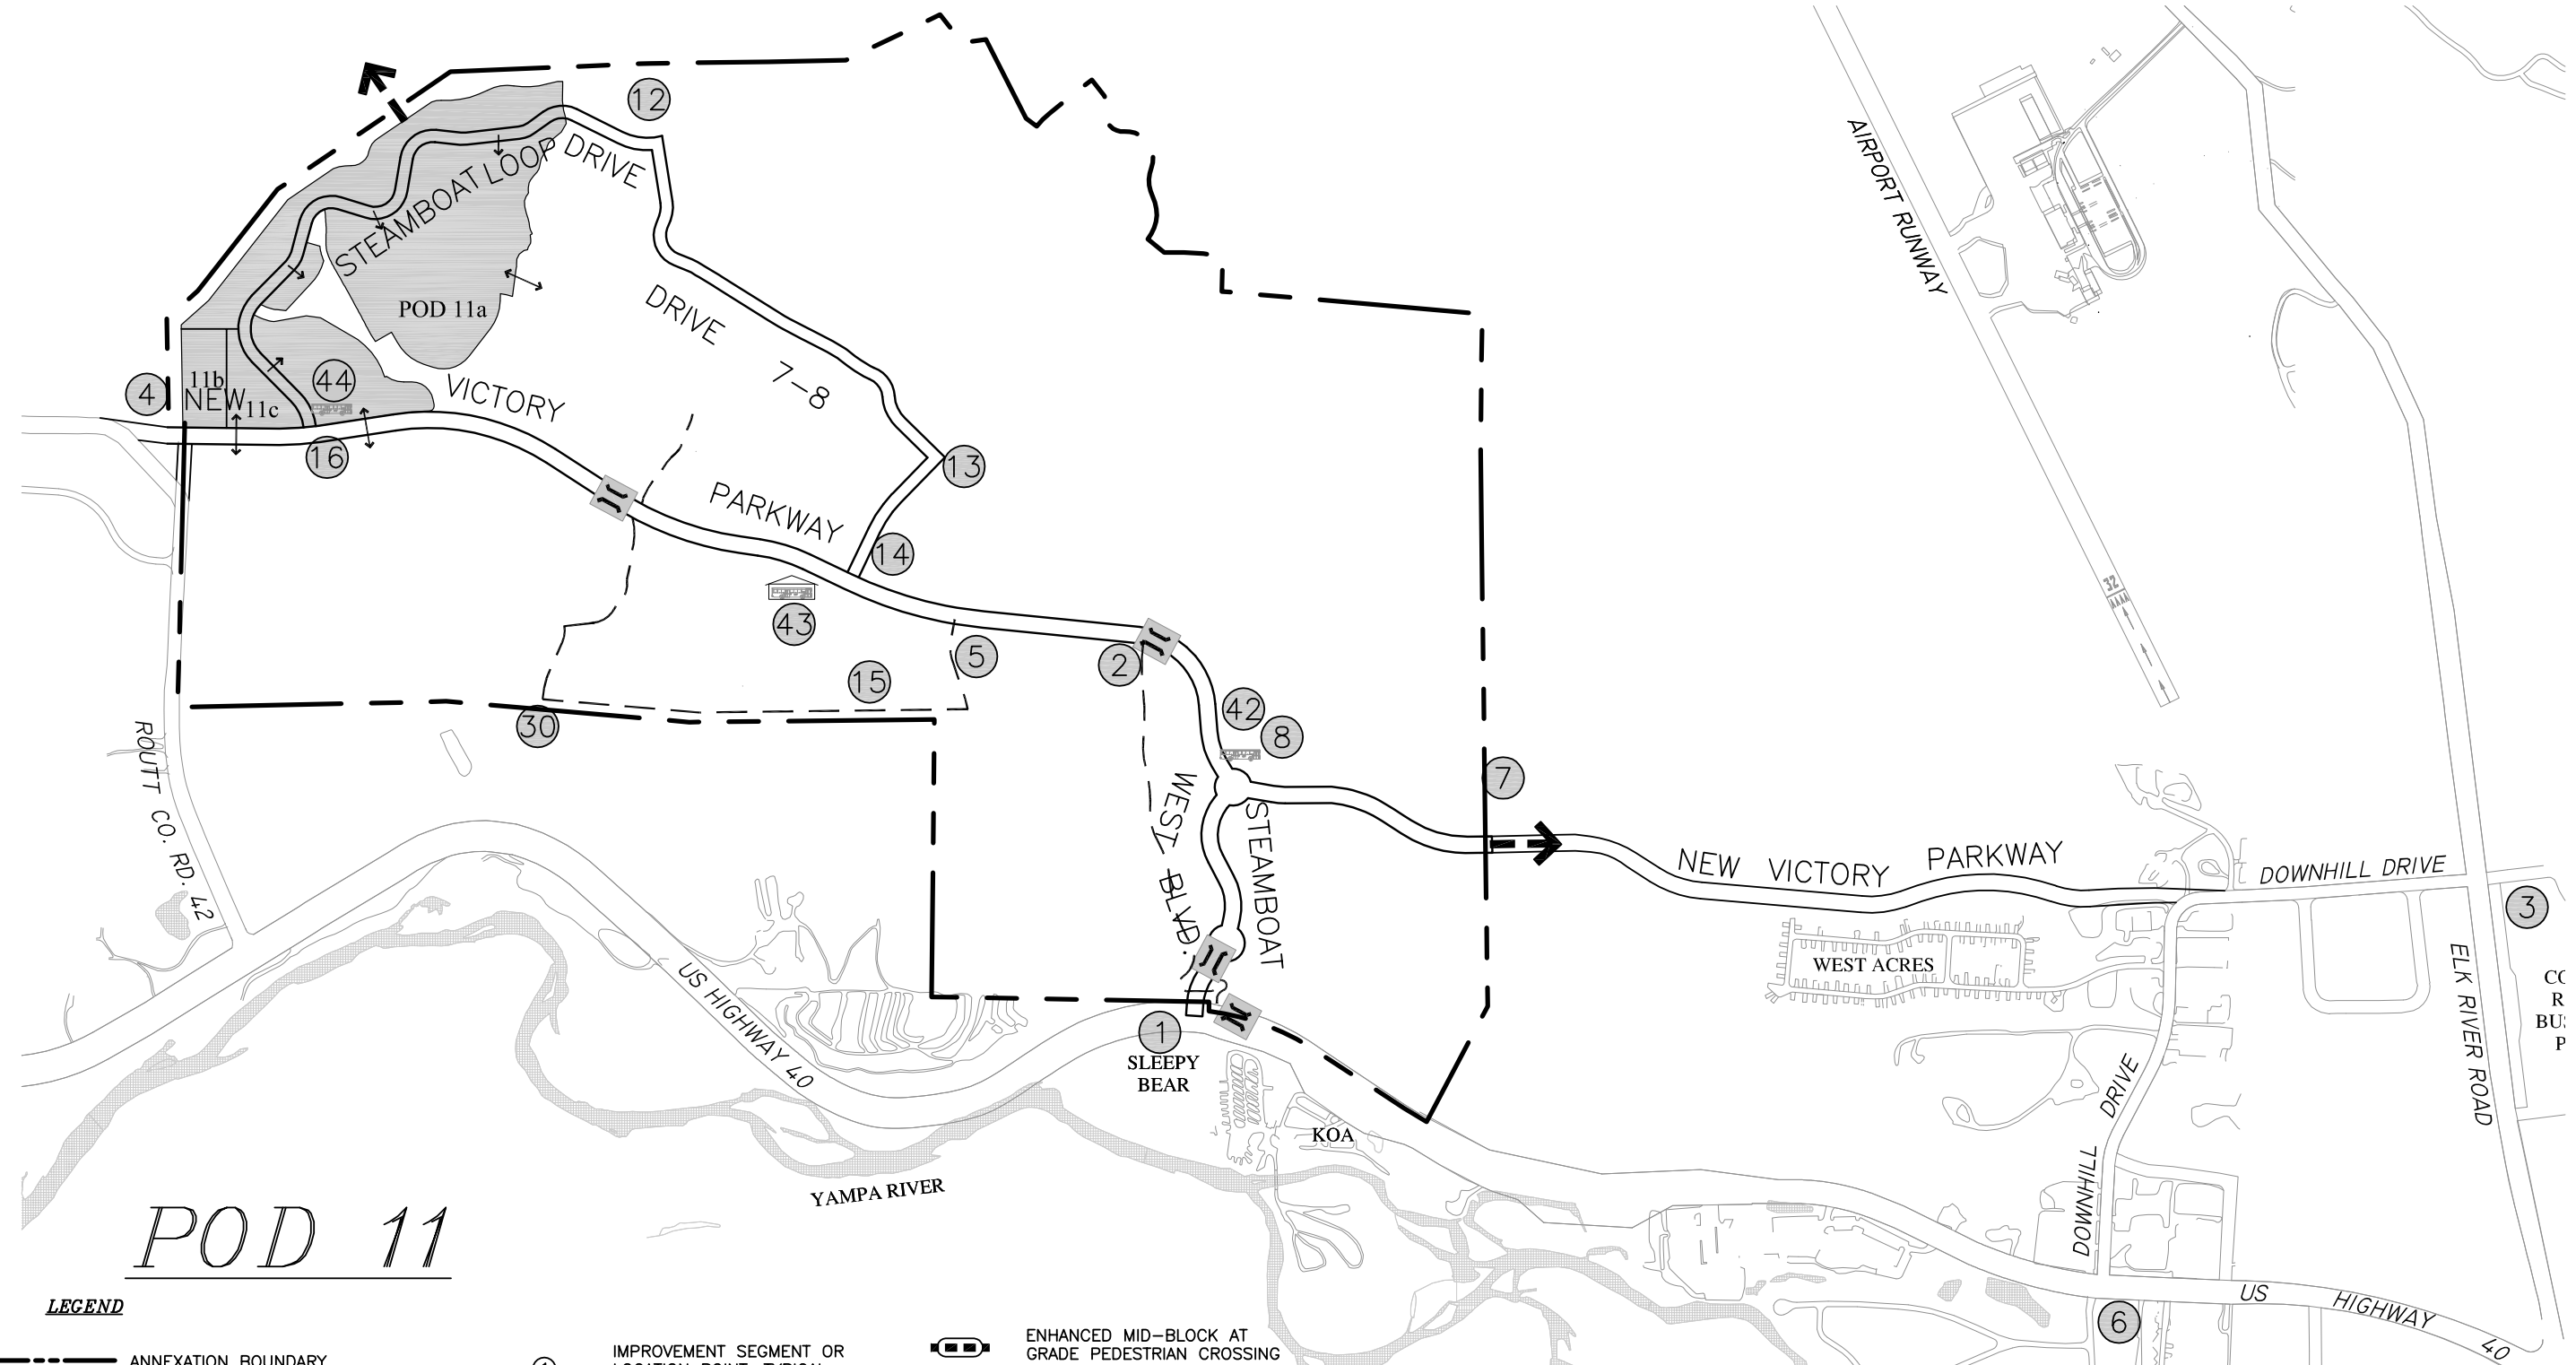 12
STEAMBOAT LOOP DRIVE
AIRPORT RUNWAY
POD 11a
DRIVE 7-8
4
11b
NEW
11c
44
VICTORY
16
13
PARKWAY
14
32
43
5
2
15
42
30
8
7
ROUTT CO. RD. 42
WEST BLVD.
STEAMBOAT
NEW VICTORY PARKWAY
DOWNHILL DRIVE
3
WEST ACRES
US HIGHWAY 40
ELK RIVER ROAD
1
SLEEPY
BEAR
KOA
DOWNHILL DRIVE
YAMPA RIVER
POD 11
US HIGHWAY 40
6
LEGEND
ANNEXATION BOUNDARY
IMPROVEMENT SEGMENT OR
ENHANCED MID-BLOCK AT
GRADE PEDESTRIAN CROSSING